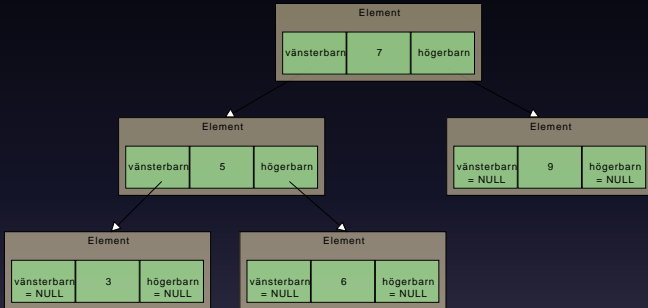 Element
vänsterbarn 7 högerbarn
Element
vänsterbarn 5 högerbarn
Element
vänsterbarn = NULL 9 högerbarn = NULL
Element
vänsterbarn = NULL 3 högerbarn = NULL
Element
vänsterbarn = NULL 6 högerbarn = NULL